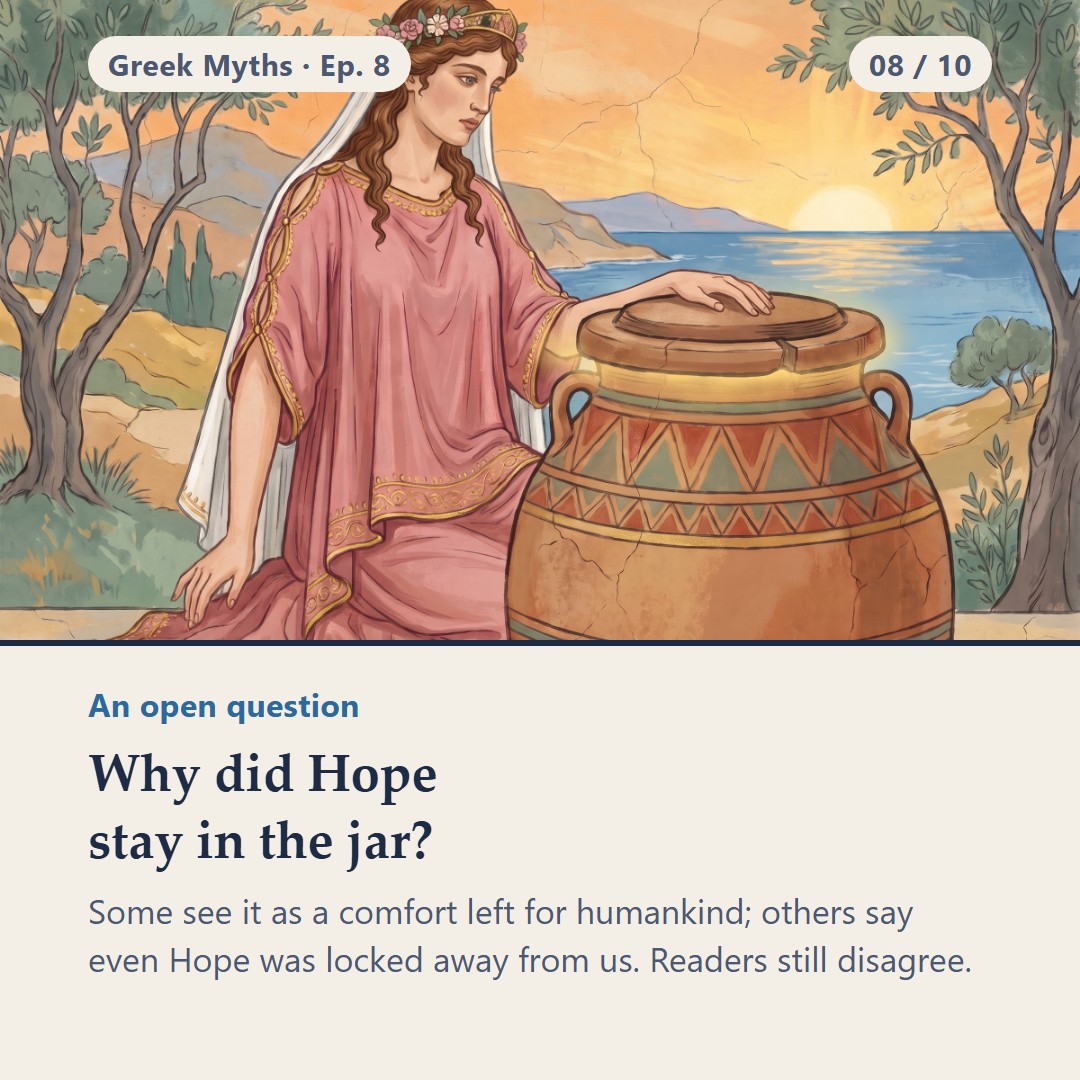 Greek Myths · Ep. 8
08 / 10
An open question
Why did Hope
stay in the jar?
Some see it as a comfort left for humankind; others say
even Hope was locked away from us. Readers still disagree.